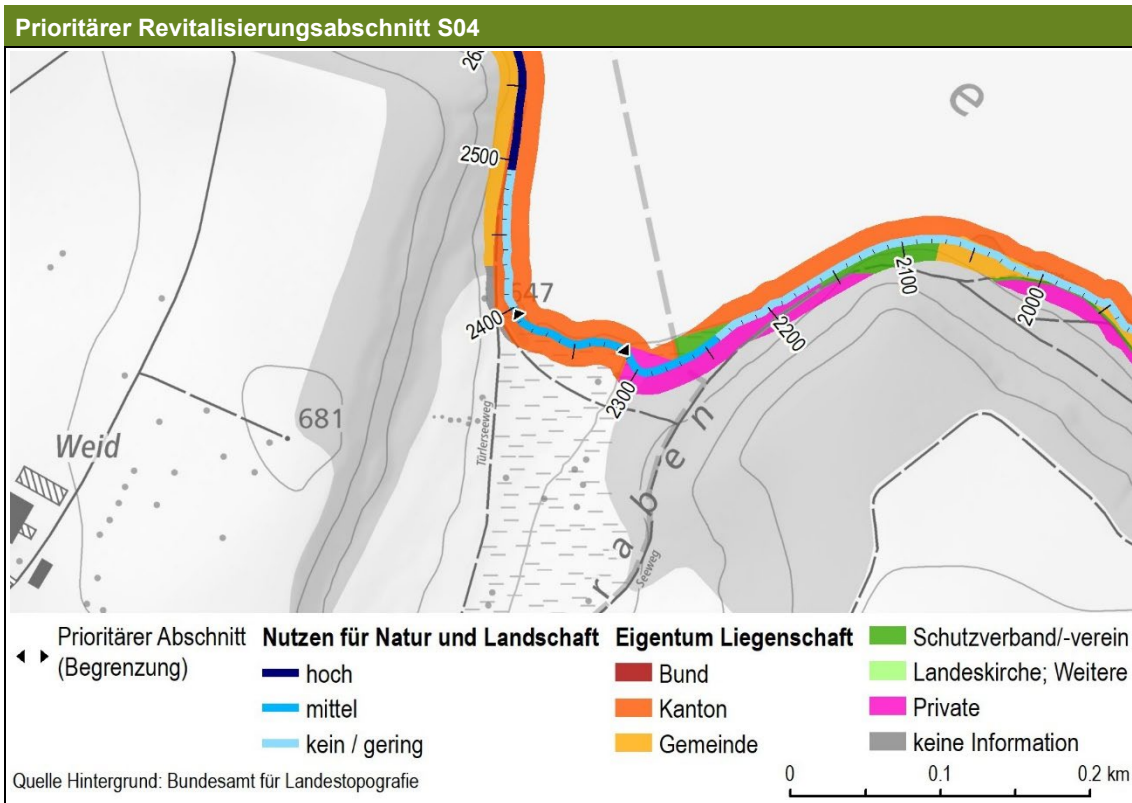 Prioritärer Revitalisierungsabschnitt S04
e
2500
647
2400
2300
2200
2100
2000
681
Weid
Türlerseeweg
raben
Seeweg
Prioritärer Abschnitt
(Begrenzung)
Nutzen für Natur und Landschaft
hoch
mittel
kein / gering
Eigentum Liegenschaft
Bund
Kanton
Gemeinde
Schutzverband/-verein
Landeskirche; Weitere
Private
keine Information
Quelle Hintergrund: Bundesamt für Landestopografie
0 0.1 0.2 km